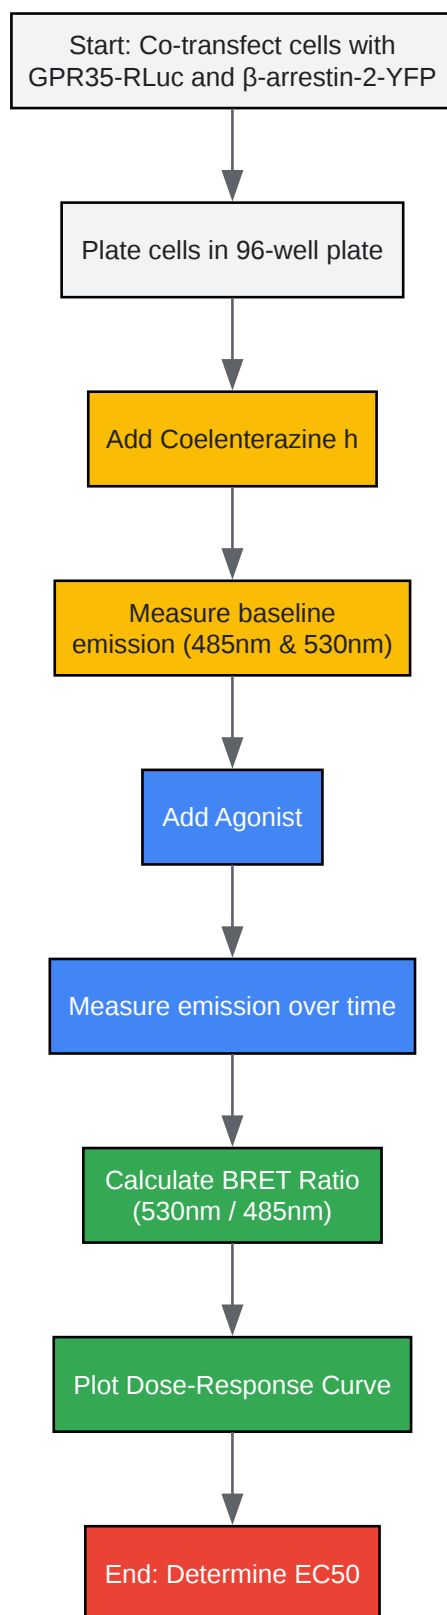 Start: Co-transfect cells with
GPR35-RLuc and β-arrestin-2-YFP
Plate cells in 96-well plate
Add Coelenterazine h
Measure baseline
emission (485nm & 530nm)
Add Agonist
Measure emission over time
Calculate BRET Ratio
(530nm / 485nm)
Plot Dose-Response Curve
End: Determine EC50